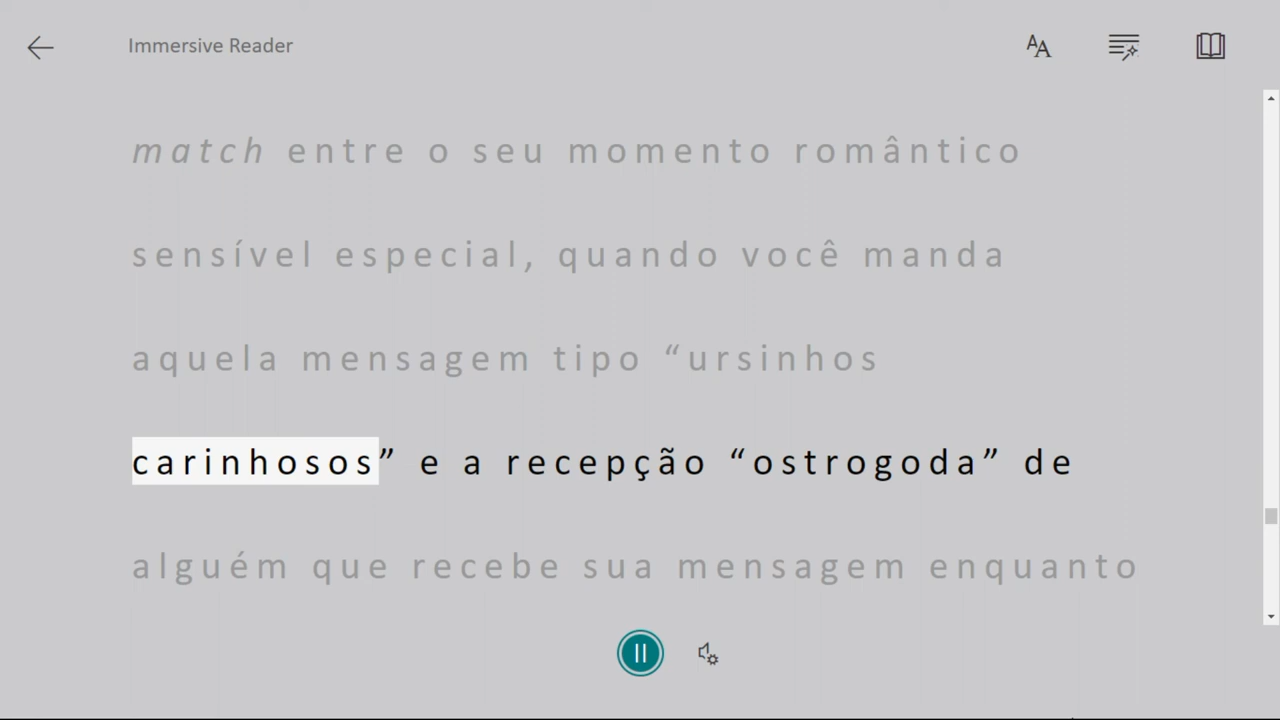 Immersive Reader
match entre o seu momento romântico
sensível especial, quando você manda
aquela mensagem tipo “ursinhos
carinhosos” e a recepção “ostrogoda” de
alguém que recebe sua mensagem enquanto